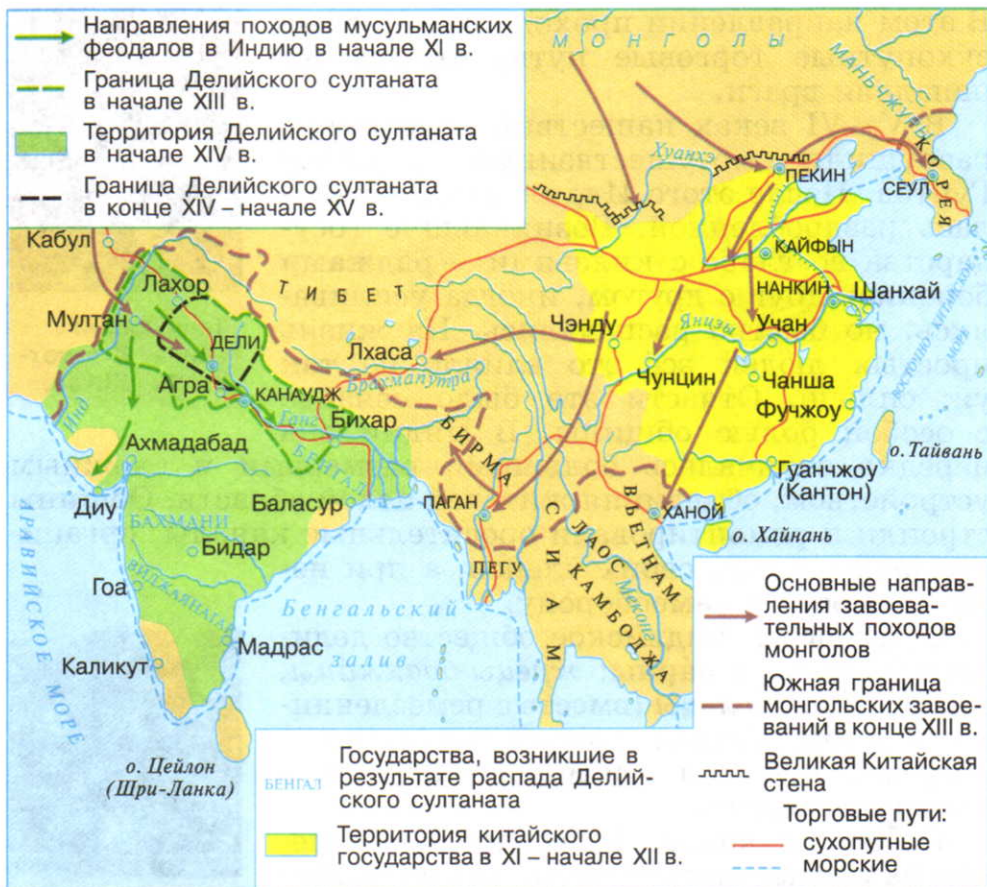 Направления походов мусульманских
феодалов в Индию в начале XI в.
Граница Делийского султаната
в начале XIII в.
Территория Делийского султаната
в начале XIV в.
Граница Делийского султаната
в конце XIV – начале XV в.
МОНГОЛЫ
МАНЬЧЖУРЫ
КОРЕЯ
СЕУЛ
Хуанхэ
ПЕКИН
КАЙФЫН
НАНКИН
Шанхай
Учан
Янцзы
Чэнду
Чунцин
Чанша
Фучжоу
Гуанчжоу
(Кантон)
о. Тайвань
о. Хайнань
Кабул
Лахор
Мултан
ДЕЛИ
Агра
КАНАУДЖ
Инд
Ганг
Бихар
БЕНГАЛ
ТИБЕТ
Лхаса
Брахмапутра
Ахмадабад
Диу
БАХМАНИ
Баласур
Бидар
Гоа
ВИДЖАЯНАГАР
Каликут
Мадрас
АРАВИЙСКОЕ МОРЕ
Бенгальский
залив
о. Цейлон
(Шри-Ланка)
БИРМА
ПАГАН
ПЕГУ
СИАМ
ЛАОС
ВЬЕТНАМ
ХАНОЙ
КАМБОДЖА
Меконг
Основные направ-
ления завоева-
тельных походов
монголов
Южная граница
монгольских завое-
ваний в конце XIII в.
Великая Китайская
стена
Торговые пути:
сухопутные
морские
БЕНГАЛ
Государства, возникшие в
результате распада Делий-
ского султаната
Территория китайского
государства в XI – начале XII в.